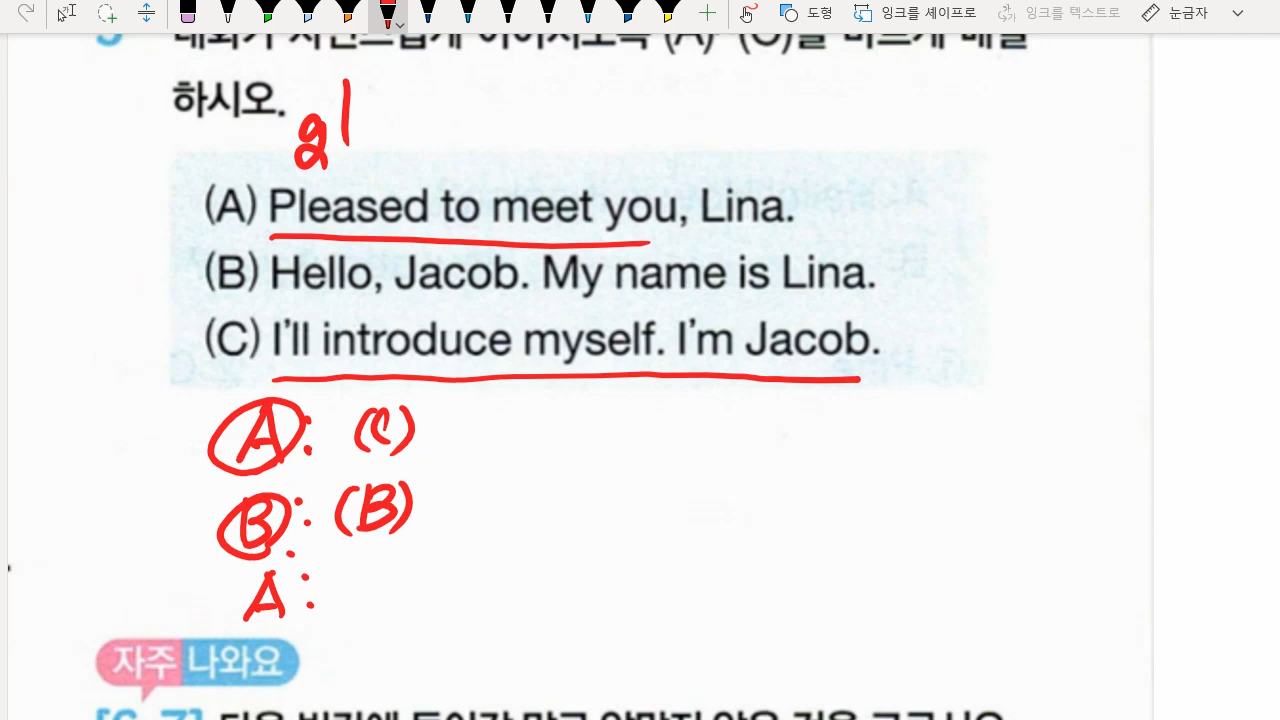 도형 잉크를 셰이프로 잉크를 텍스트로 눈금자
하시오.
(A) Pleased to meet you, Lina.
(B) Hello, Jacob. My name is Lina.
(C) I'll introduce myself. I'm Jacob.
A: (C)
B: (B)
A:
자주 나와요